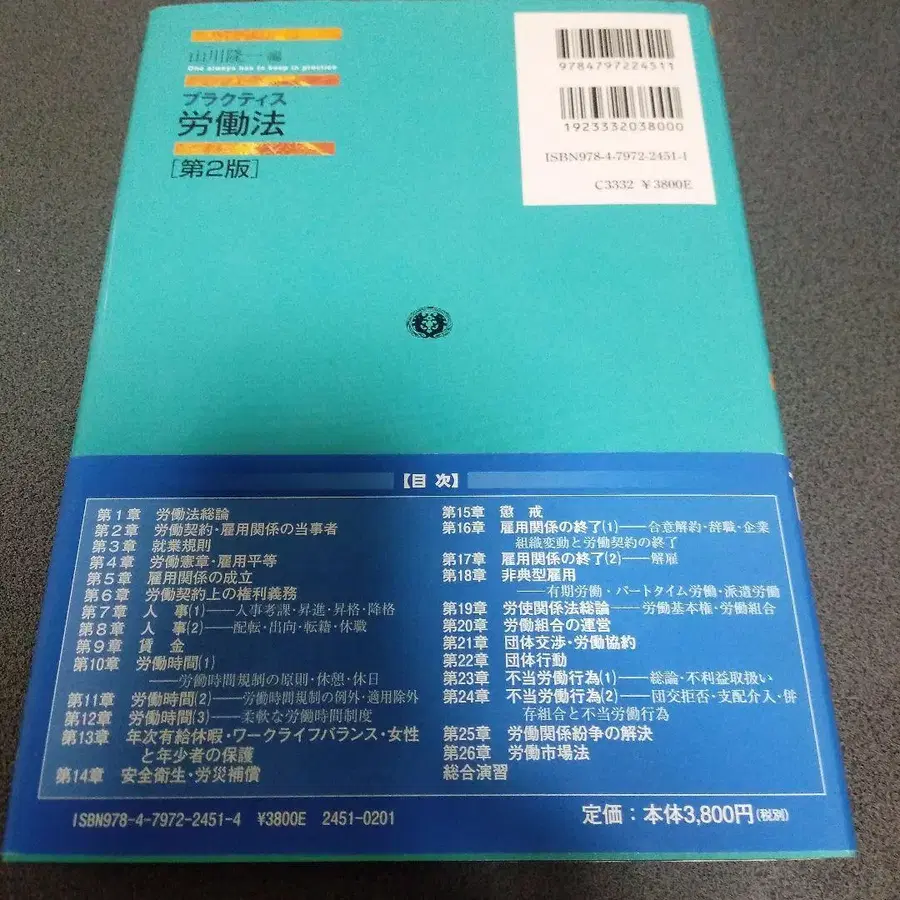 山川隆一 編
One always has to keep in practice
プラクティス
労働法
[第2版]
9784797224511
1923332038000
ISBN978-4-7972-2451-1
C3332 ¥3800E
【目 次】
第1章 労働法総論
第2章 労働契約・雇用関係の当事者
第3章 就業規則
第4章 労働憲章・雇用平等
第5章 雇用関係の成立
第6章 労働契約上の権利義務
第7章 人 事(1)――人事考課・昇進・昇格・降格
第8章 人 事(2)――配転・出向・転籍・休職
第9章 賃 金
第10章 労働時間(1)
――労働時間規制の原則・休憩・休日
第11章 労働時間(2)――労働時間規制の例外・適用除外
第12章 労働時間(3)――柔軟な労働時間制度
第13章 年次有給休暇・ワークライフバランス・女性
と年少者の保護
第14章 安全衛生・労災補償
第15章 懲 戒
第16章 雇用関係の終了(1)――合意解約・辞職・企業
組織変動と労働契約の終了
第17章 雇用関係の終了(2)――解雇
第18章 非典型雇用
――有期労働・パートタイム労働・派遣労働
第19章 労使関係法総論――労働基本権・労働組合
第20章 労働組合の運営
第21章 団体交渉・労働協約
第22章 団体行動
第23章 不当労働行為(1)――総論・不利益取扱い
第24章 不当労働行為(2)――団交拒否・支配介入・併
存組合と不当労働行為
第25章 労働関係紛争の解決
第26章 労働市場法
総合演習
ISBN978-4-7972-2451-4 ¥3800E 2451-0201
定価：本体3,800円(税別)